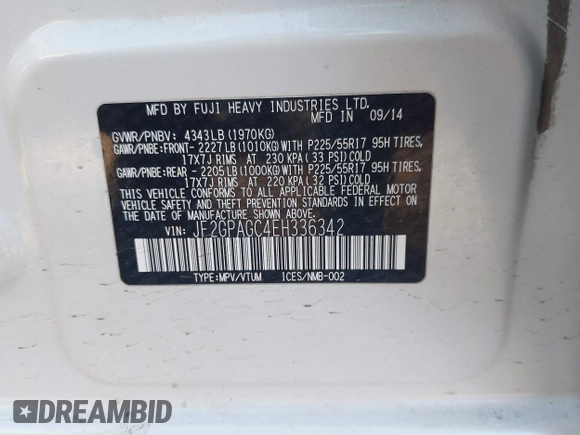 MFD BY FUJI HEAVY INDUSTRIES LTD.
MFD IN 09/14
GVWR/PNBV: 4343LB (1970KG)
GAWR/PNBE:FRONT- 2227LB (1010KG) WITH P225/55R17 95H TIRES,
17X7J RIMS AT 230 KPA (33 PSI) COLD
GAWR/PNBE:REAR - 2205LB (1000KG) WITH P225/55R17 95H TIRES,
17X7J RIMS AT 220 KPA (32 PSI) COLD
THIS VEHICLE CONFORMS TO ALL APPLICABLE FEDERAL MOTOR
VEHICLE SAFETY AND THEFT PREVENTION STANDARDS IN EFFECT ON
THE DATE OF MANUFACTURE SHOWN ABOVE.
VIN: JF2GPAGC4EH336342
TYPE:MPV/VTUM ICES/NMB-002
DREAMBID